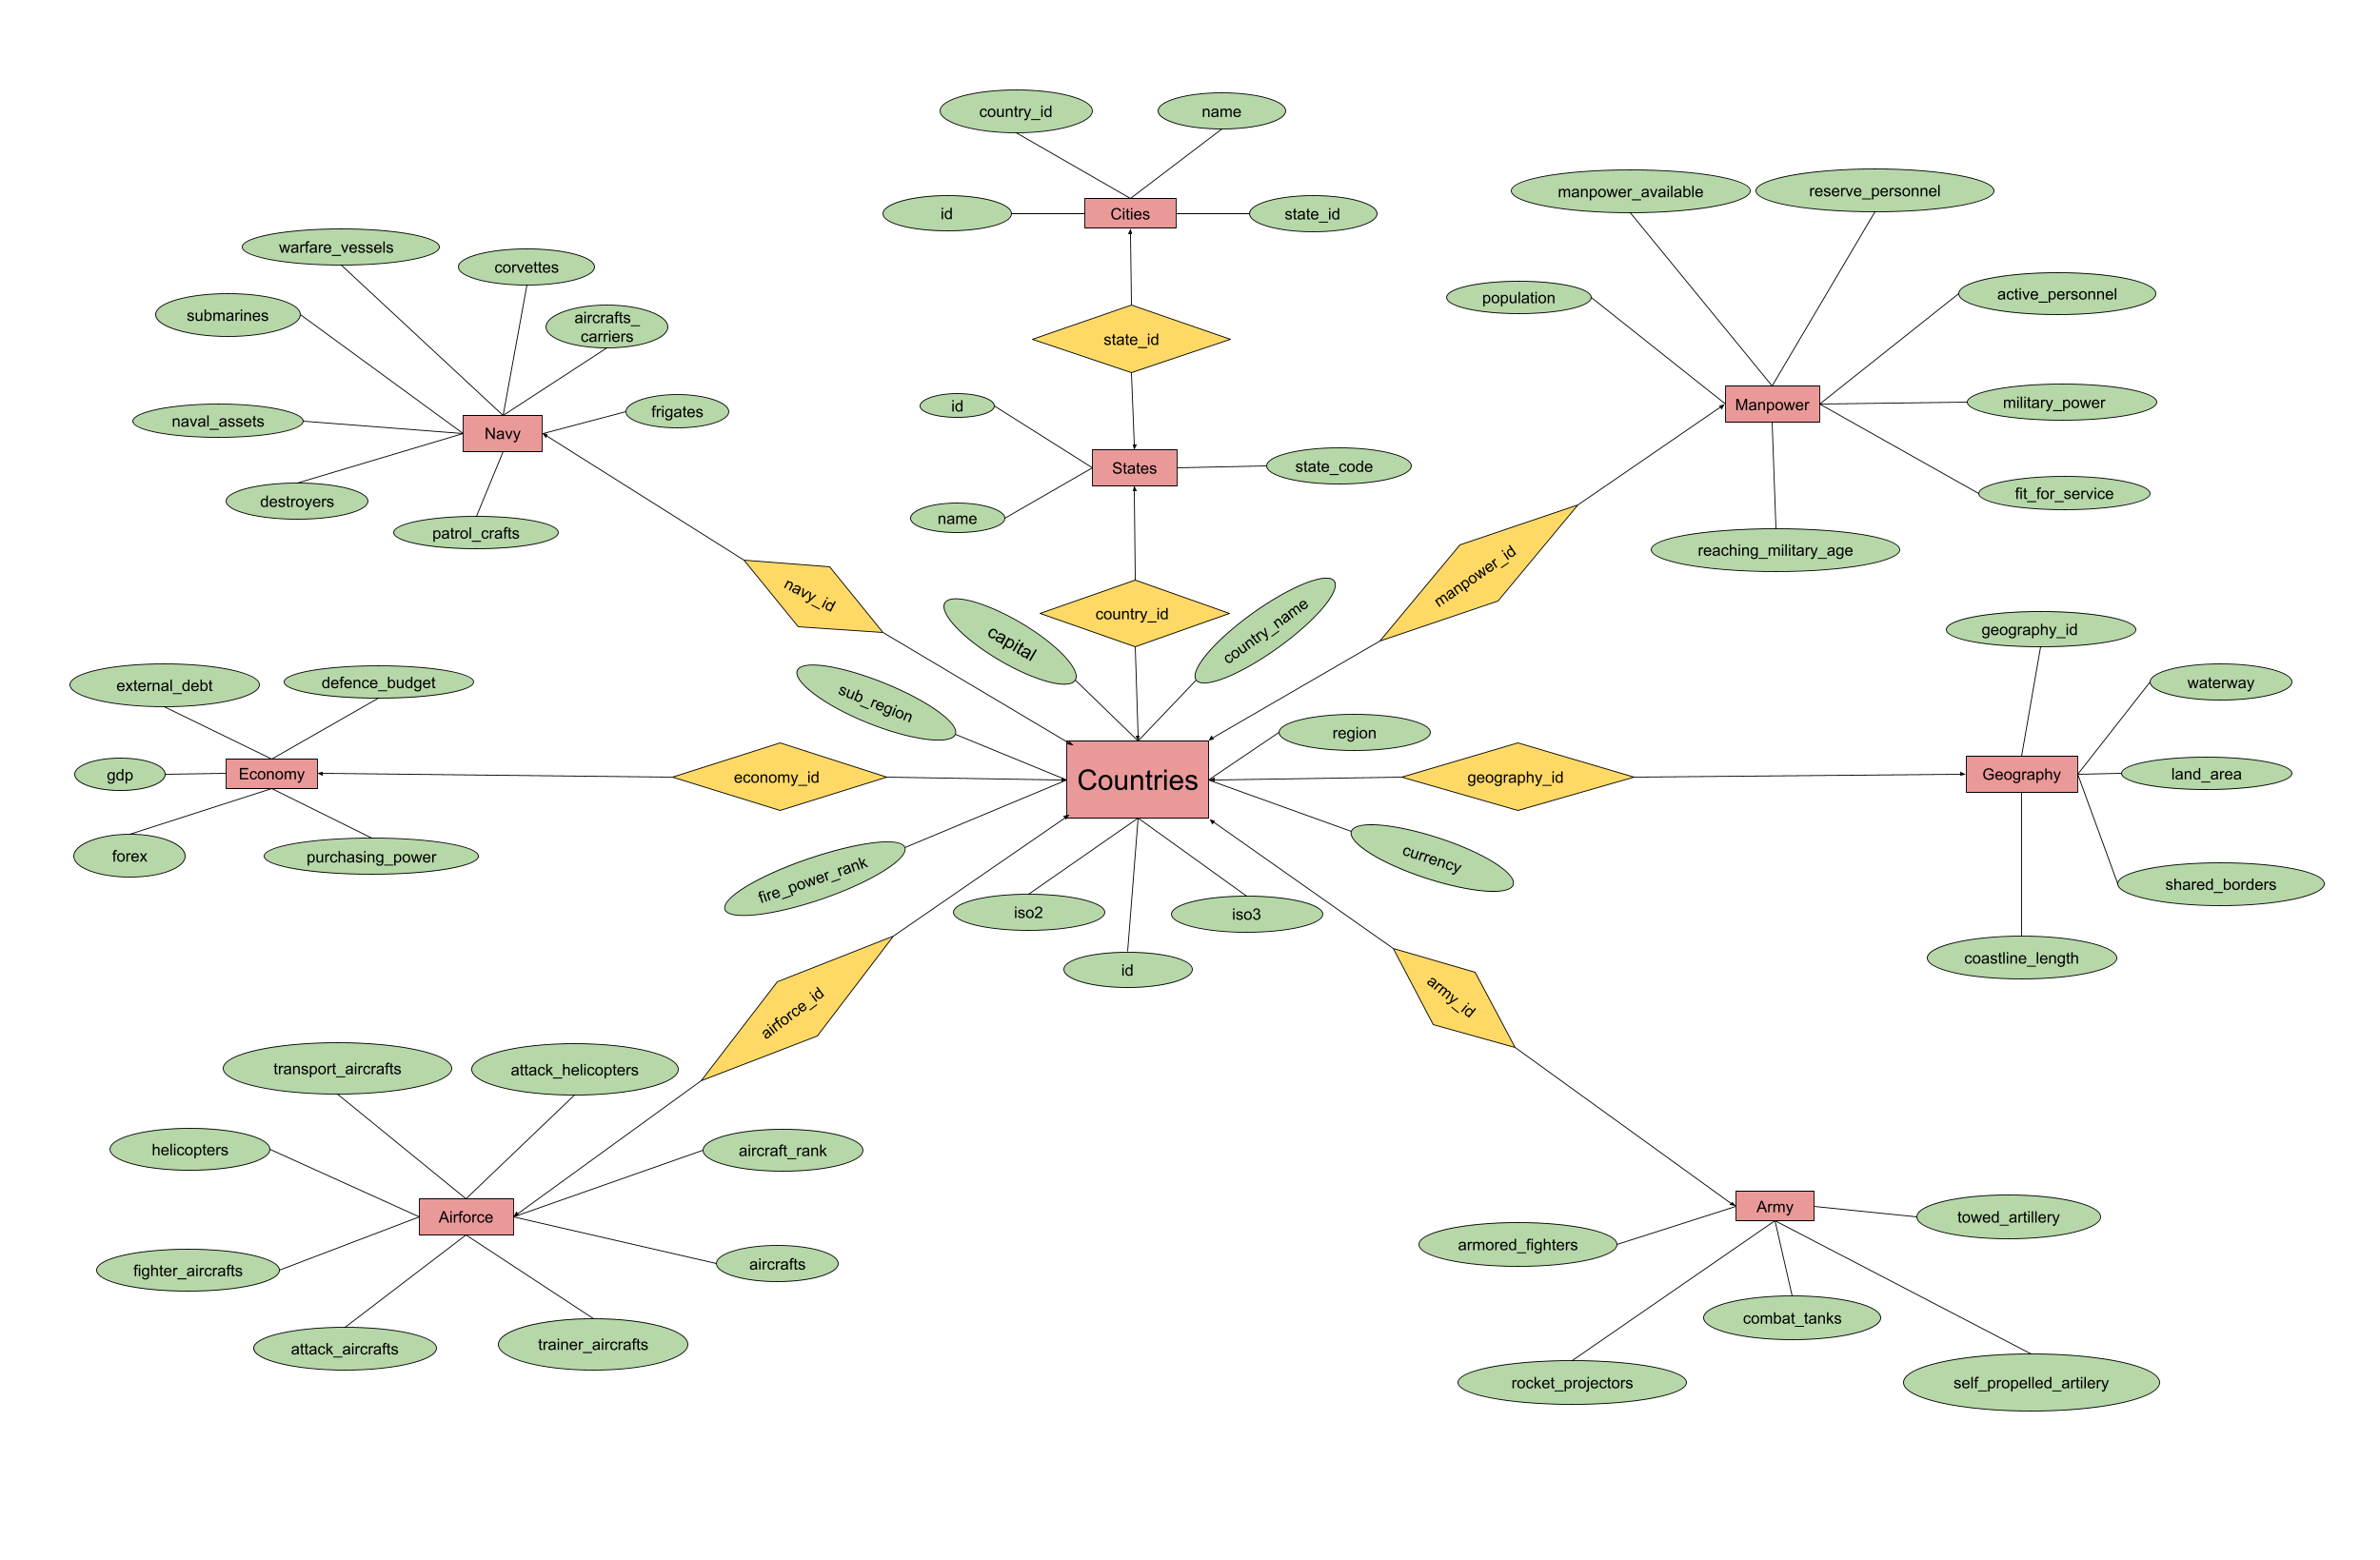 country_id
name
id
Cities
state_id
state_id
id
States
state_code
name
country_id
manpower_available
reserve_personnel
population
active_personnel
Manpower
military_power
fit_for_service
reaching_military_age
manpower_id
warfare_vessels
corvettes
submarines
aircrafts_
carriers
naval_assets
Navy
frigates
destroyers
patrol_crafts
navy_id
capital
country_name
sub_region
region
Countries
fire_power_rank
currency
iso2
iso3
id
external_debt
defence_budget
gdp
Economy
economy_id
forex
purchasing_power
geography_id
geography_id
waterway
Geography
land_area
shared_borders
coastline_length
airforce_id
transport_aircrafts
attack_helicopters
helicopters
aircraft_rank
Airforce
fighter_aircrafts
aircrafts
attack_aircrafts
trainer_aircrafts
army_id
Army
towed_artillery
armored_fighters
combat_tanks
rocket_projectors
self_propelled_artilery